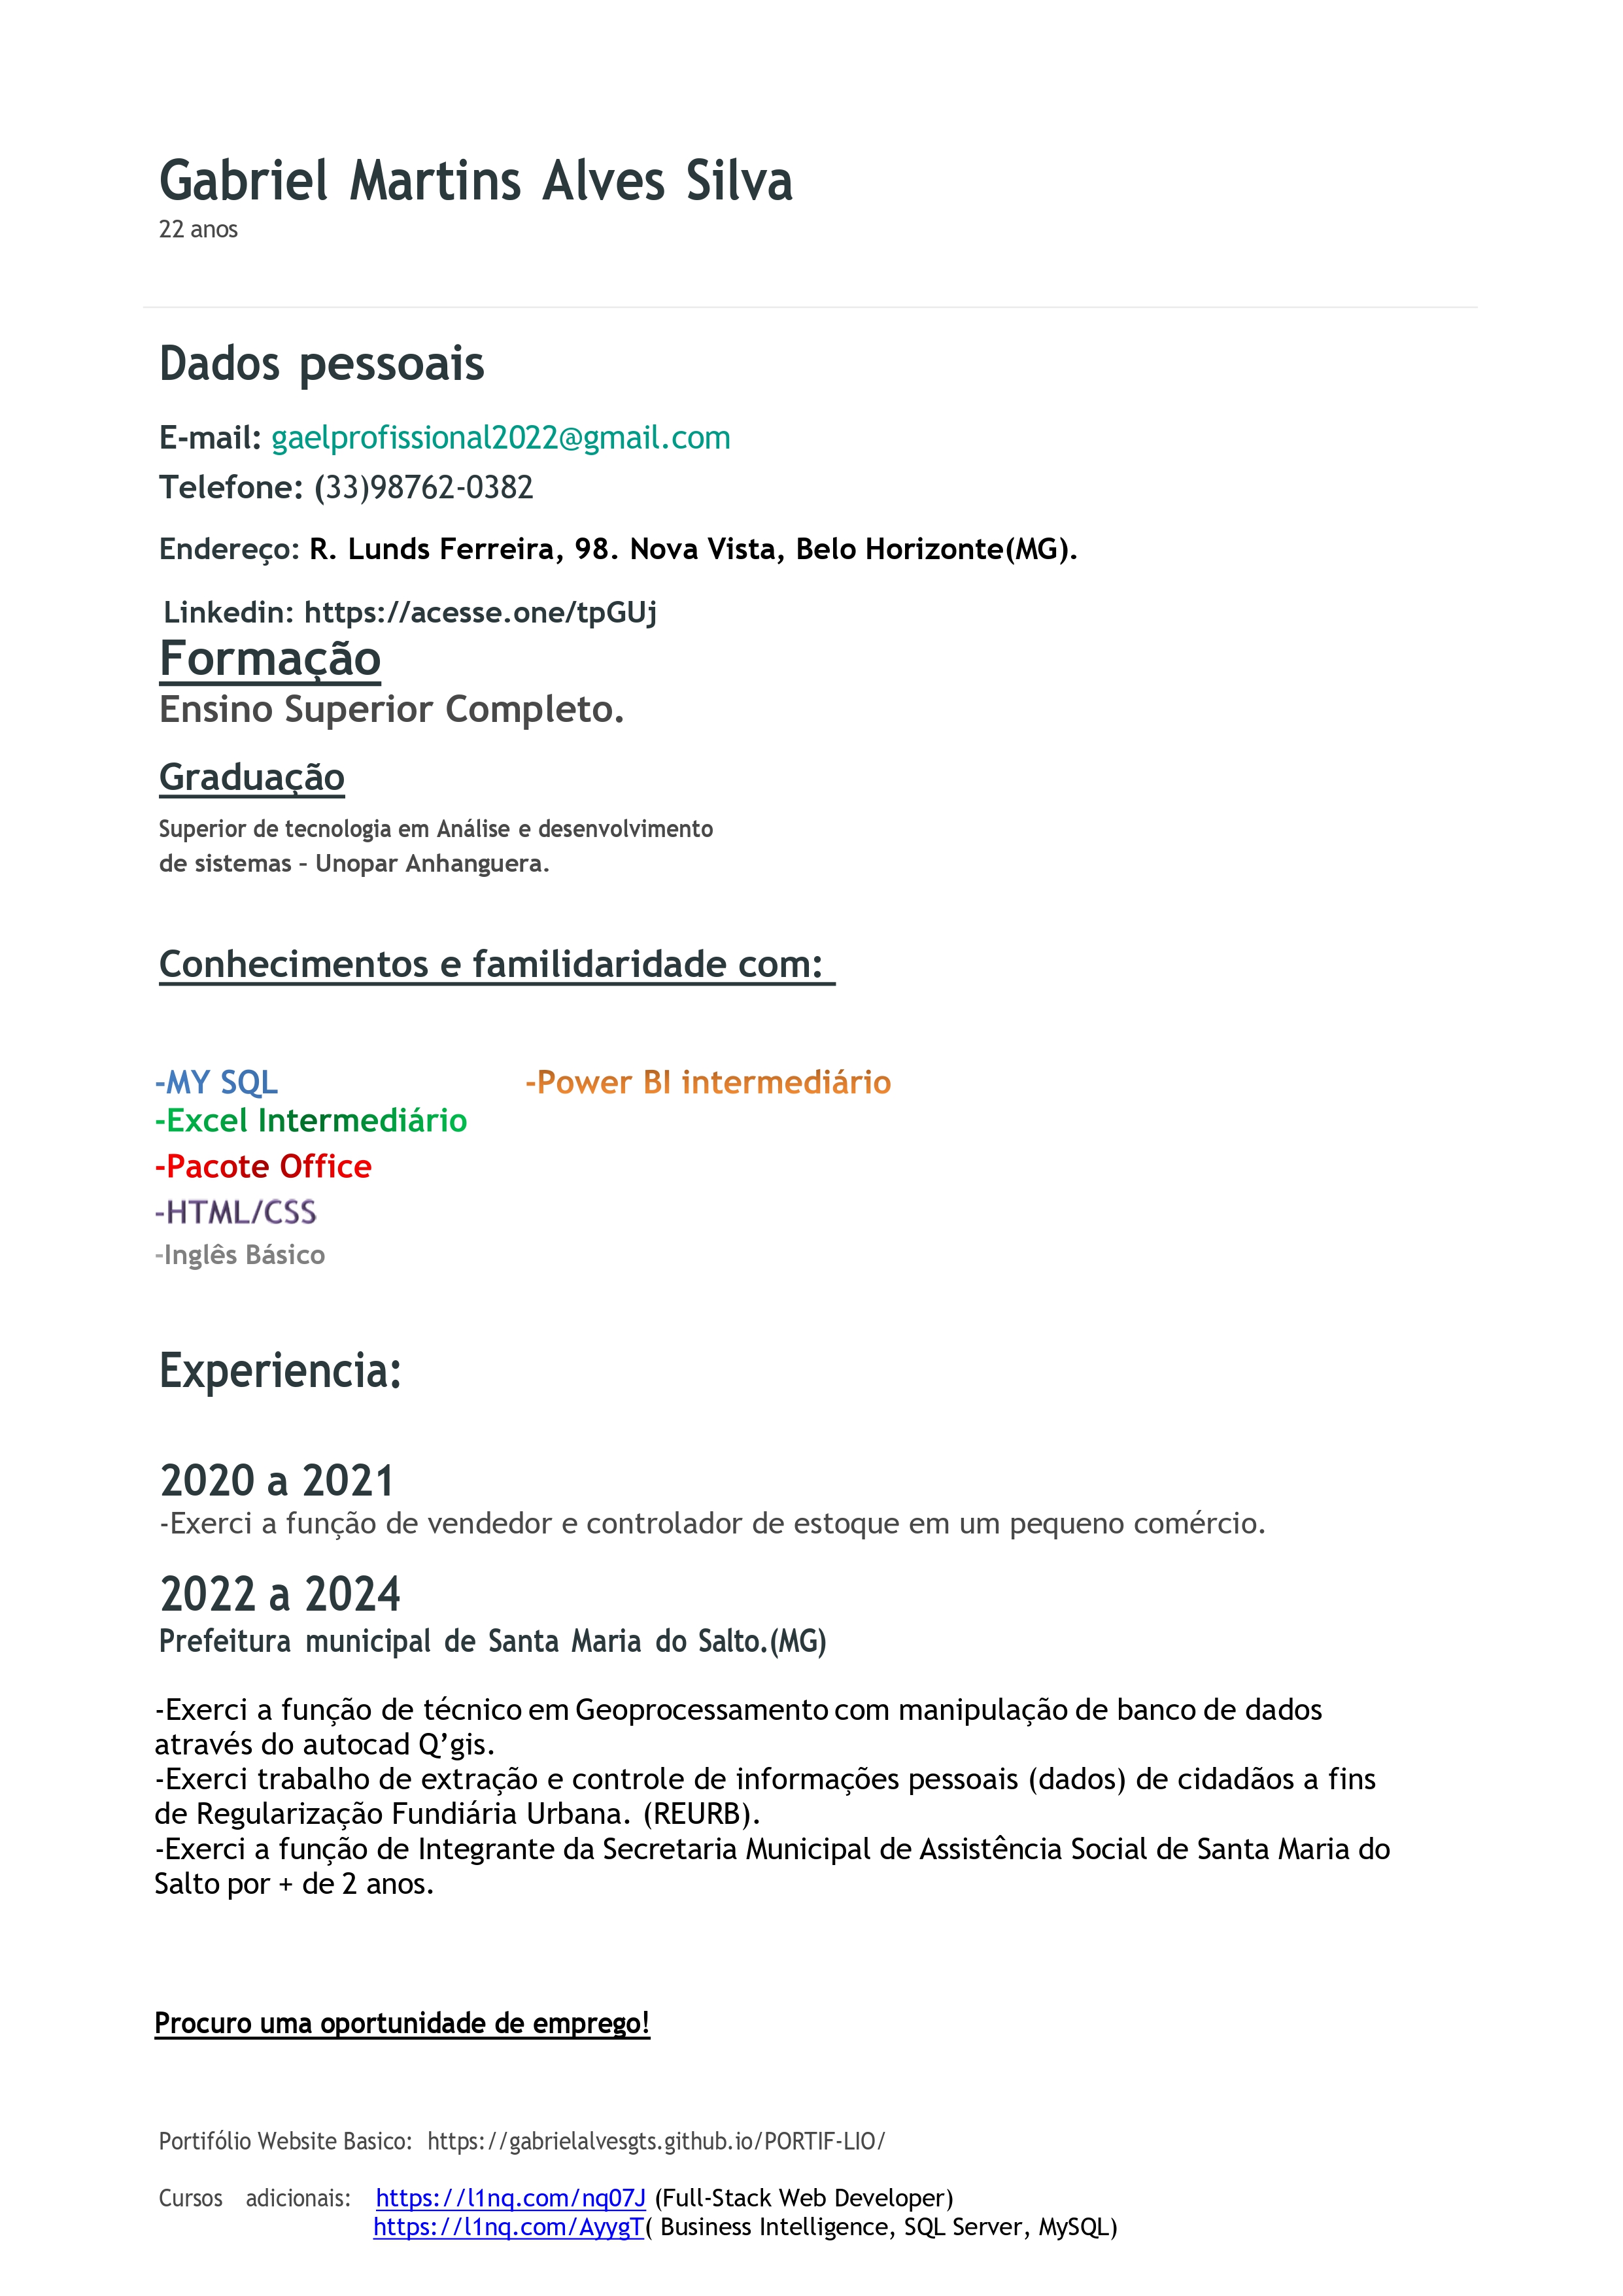 Gabriel Martins Alves Silva
22 anos
Dados pessoais
E-mail: gaelprofissional2022@gmail.com
Telefone: (33)98762-0382
Endereço: R. Lunds Ferreira, 98. Nova Vista, Belo Horizonte(MG).
Linkedin: https://acesse.one/tpGUj
Formação
Ensino Superior Completo.
Graduação
Superior de tecnologia em Análise e desenvolvimento
de sistemas – Unopar Anhanguera.
Conhecimentos e familidaridade com:
-MY SQL -Power BI intermediário
-Excel Intermediário
-Pacote Office
-HTML/CSS
-Inglês Básico
Experiencia:
2020 a 2021
-Exerci a função de vendedor e controlador de estoque em um pequeno comércio.
2022 a 2024
Prefeitura municipal de Santa Maria do Salto.(MG)
-Exerci a função de técnico em Geoprocessamento com manipulação de banco de dados
através do autocad Q’gis.
-Exerci trabalho de extração e controle de informações pessoais (dados) de cidadãos a fins
de Regularização Fundiária Urbana. (REURB).
-Exerci a função de Integrante da Secretaria Municipal de Assistência Social de Santa Maria do
Salto por + de 2 anos.
Procuro uma oportunidade de emprego!
Portifólio Website Basico: https://gabrielalvesgts.github.io/PORTIF-LIO/
Cursos adicionais: https://l1nq.com/nq07J (Full-Stack Web Developer)
https://l1nq.com/AyygT( Business Intelligence, SQL Server, MySQL)